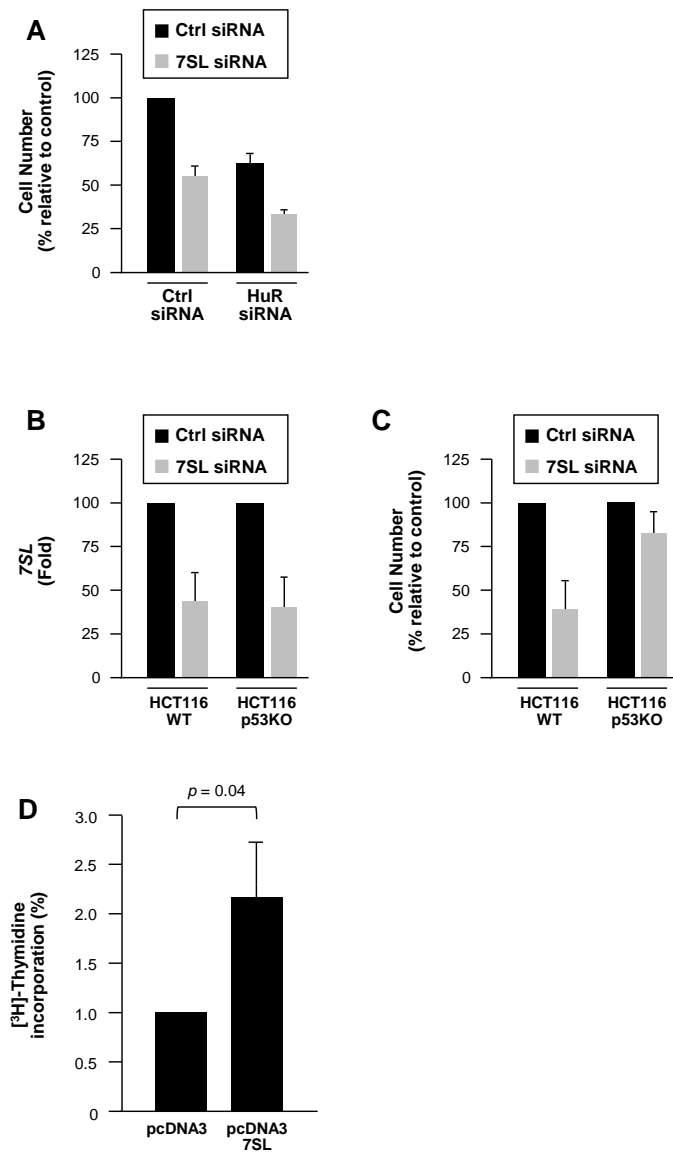 A
Ctrl siRNA
7SL siRNA
Cell Number
(% relative to control)
125
100
75
50
25
0
Ctrl
siRNA
HuR
siRNA
B
Ctrl siRNA
7SL siRNA
7SL
(Fold)
125
100
75
50
25
0
HCT116
WT
HCT116
p53KO
C
Ctrl siRNA
7SL siRNA
Cell Number
(% relative to control)
125
100
75
50
25
0
HCT116
WT
HCT116
p53KO
D
p = 0.04
[³H]-Thymidine
incorporation (%)
3.0
2.5
2.0
1.5
1.0
0.5
0
pcDNA3
pcDNA3
7SL